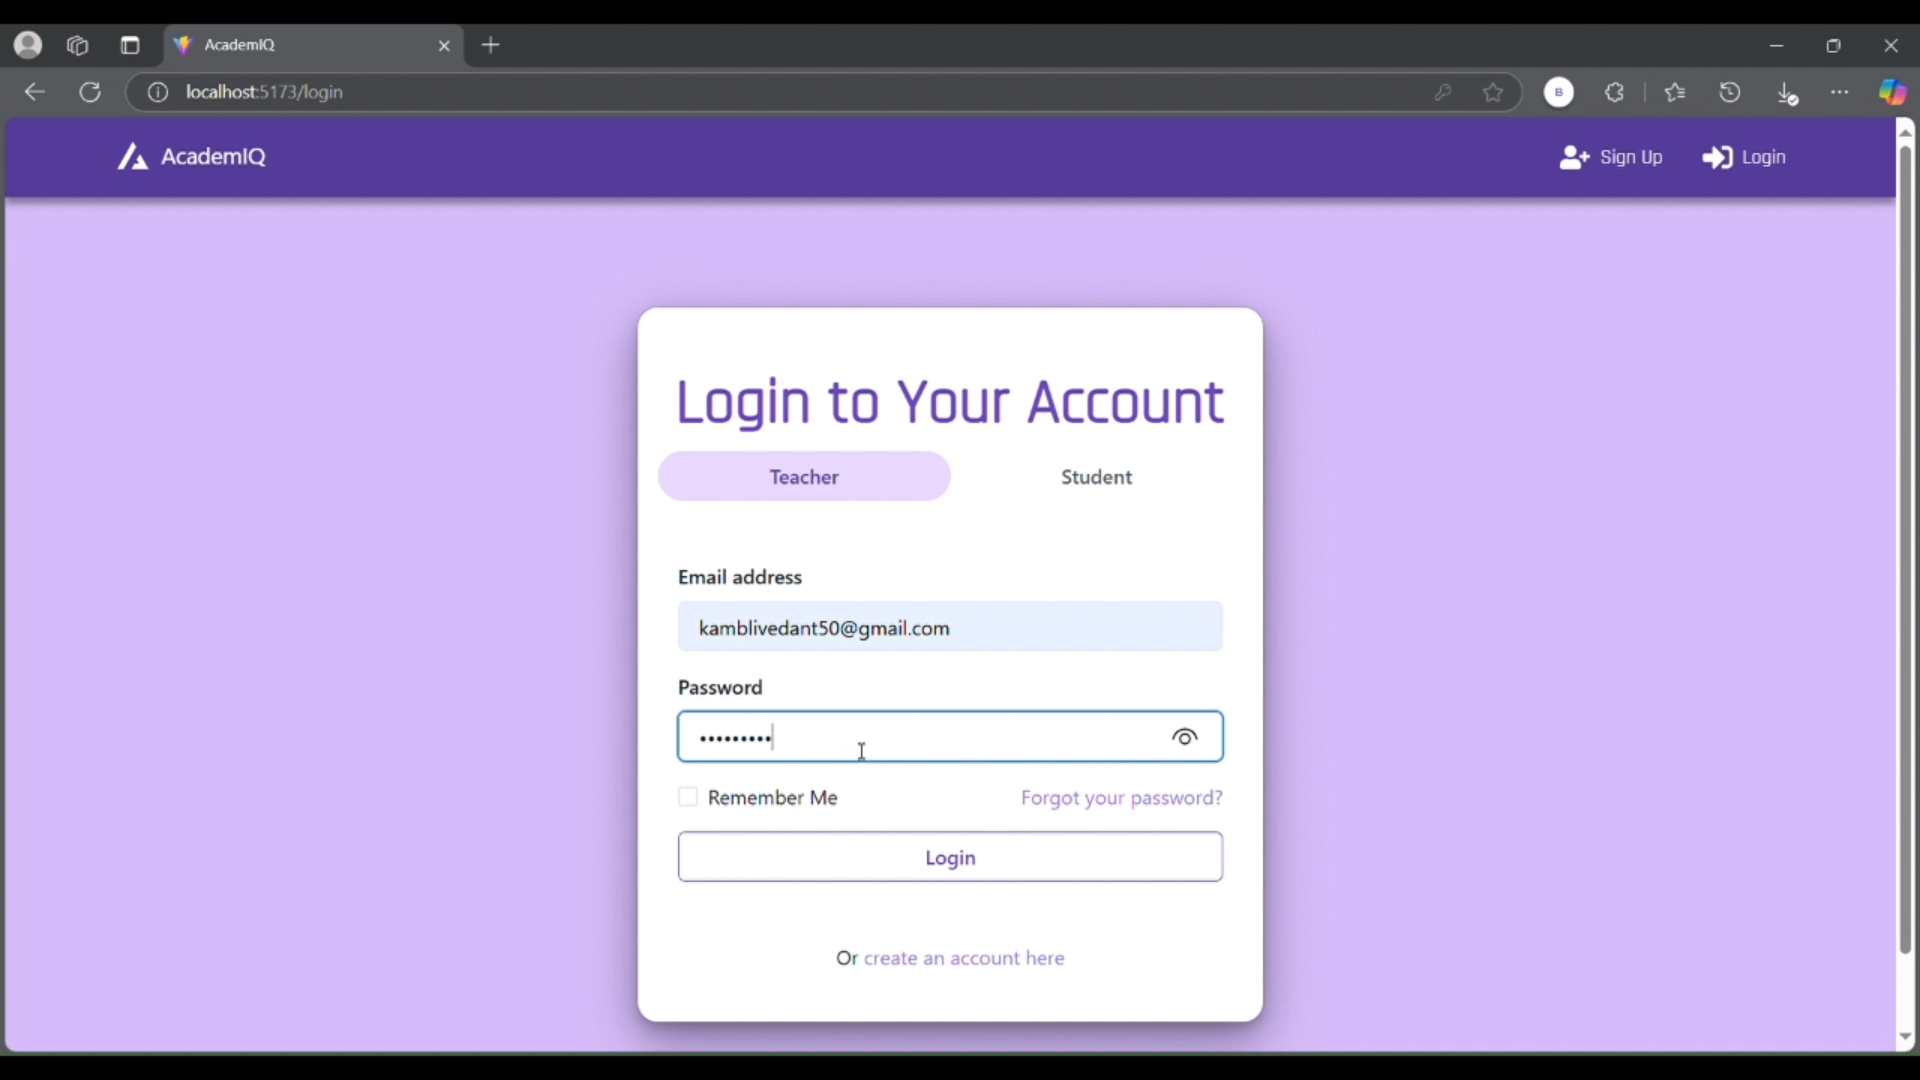 AcademIQ
localhost:5173/login
B
AcademIQ
Sign Up
Login
Login to Your Account
Teacher
Student
Email address
kamblivedant50@gmail.com
Password
•••••••••
Remember Me
Forgot your password?
Login
Or create an account here